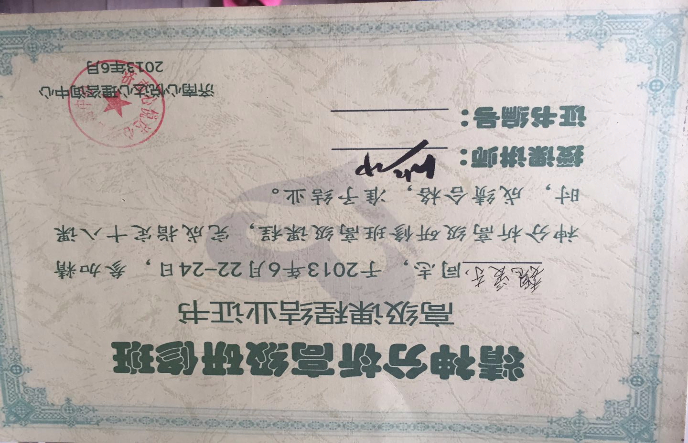 精神分析高级研修班
高级课程结业证书
同志，于2013年6月22-24日，参加精
神分析高级研修班高级课程，完成指定十八课
时，成绩合格，准予结业。
授课讲师：
证书编号：
济南心悦达心理咨询中心
2013年6月